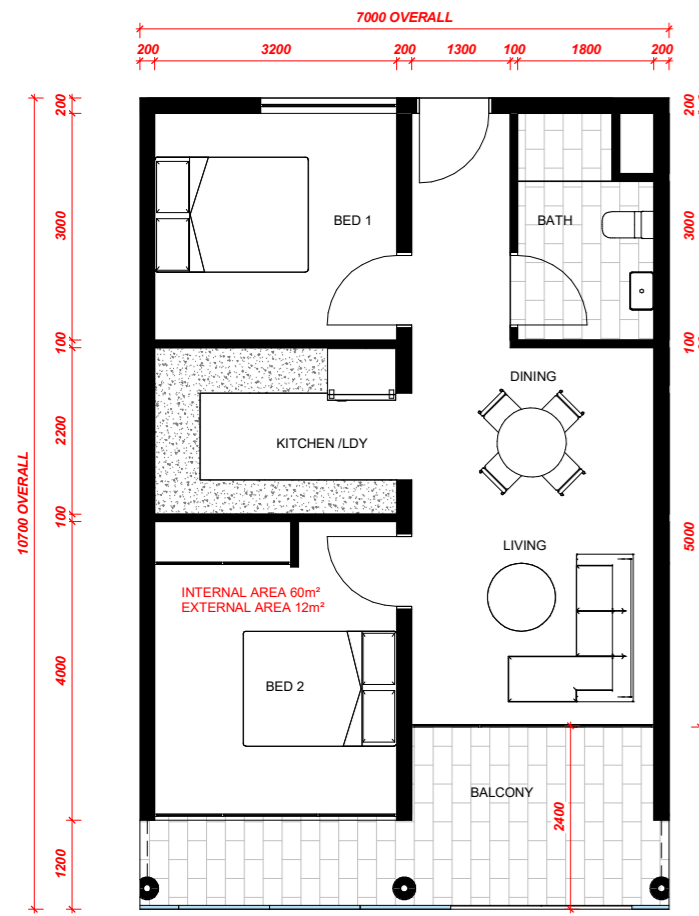 7000 OVERALL
200 3200 200 1300 100 1800 200
200
200
3000
3000
BED 1
BATH
100
100
DINING
2200
KITCHEN /LDY
10700 OVERALL
100
5000
LIVING
INTERNAL AREA 60m²
EXTERNAL AREA 12m²
4000
BED 2
BALCONY
2400
1200